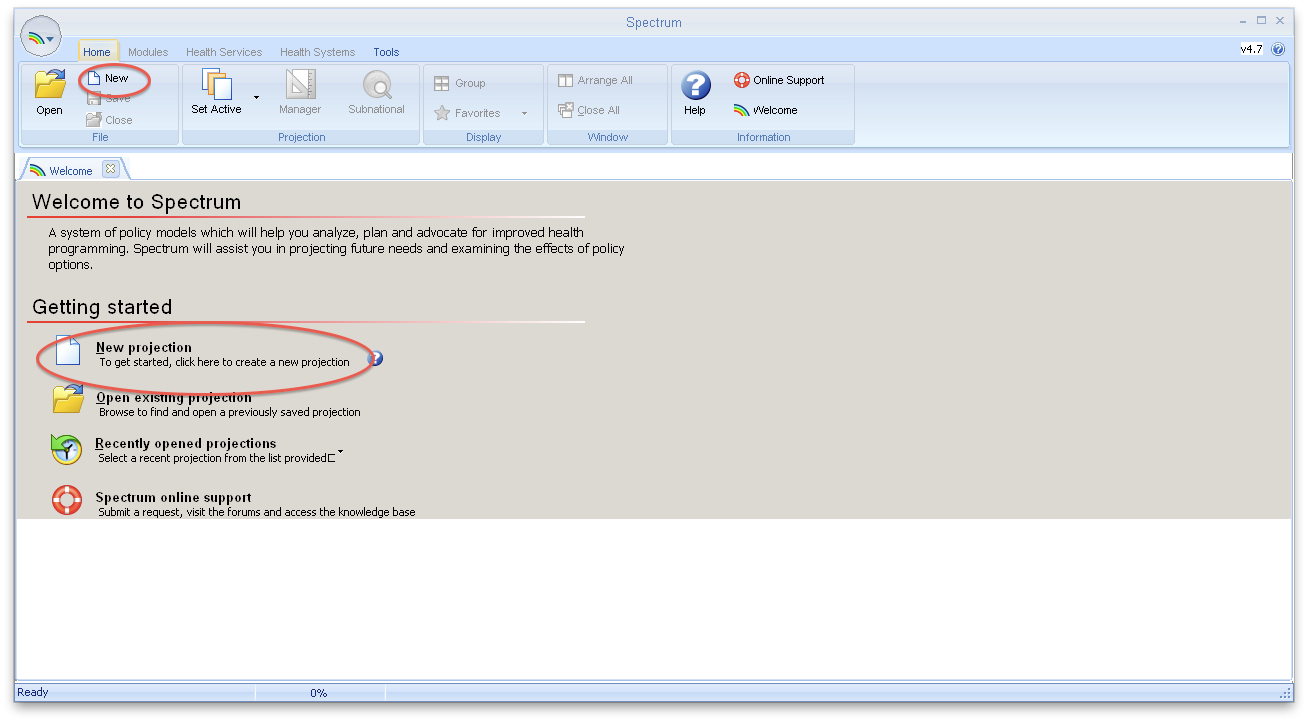 Spectrum
Home Modules Health Services Health Systems Tools v4.7
Open
New
Save
Close
File
Set Active Manager Subnational
Projection
Group
Favorites
Display
Arrange All
Close All
Window
Help
Online Support
Welcome
Information
Welcome
Welcome to Spectrum
A system of policy models which will help you analyze, plan and advocate for improved health
programming. Spectrum will assist you in projecting future needs and examining the effects of policy
options.
Getting started
New projection
To get started, click here to create a new projection
Open existing projection
Browse to find and open a previously saved projection
Recently opened projections
Select a recent projection from the list provided
Spectrum online support
Submit a request, visit the forums and access the knowledge base
Ready 0%